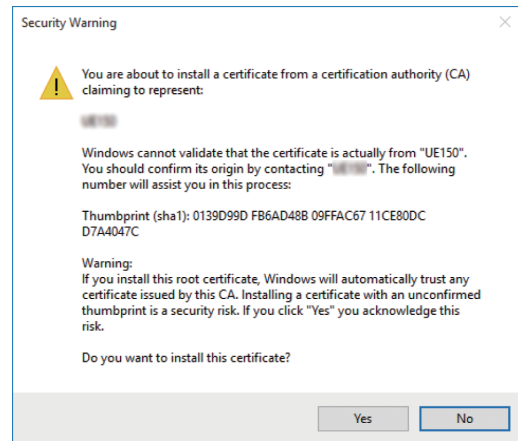 Security Warning
You are about to install a certificate from a certification authority (CA)
claiming to represent:
Windows cannot validate that the certificate is actually from "UE150".
You should confirm its origin by contacting "  ". The following
number will assist you in this process:
Thumbprint (sha1): 0139D99D FB6AD48B 09FFAC67 11CE80DC
D7A4047C
Warning:
If you install this root certificate, Windows will automatically trust any
certificate issued by this CA. Installing a certificate with an unconfirmed
thumbprint is a security risk. If you click "Yes" you acknowledge this
risk.
Do you want to install this certificate?
Yes
No